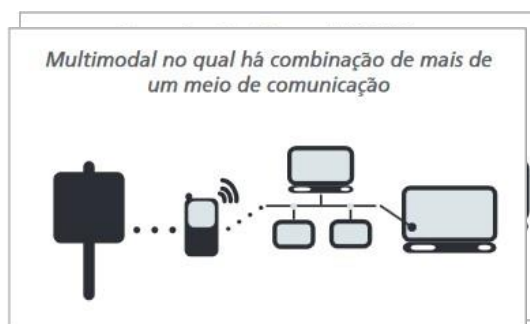 Multimodal no qual há combinação de mais de
um meio de comunicação